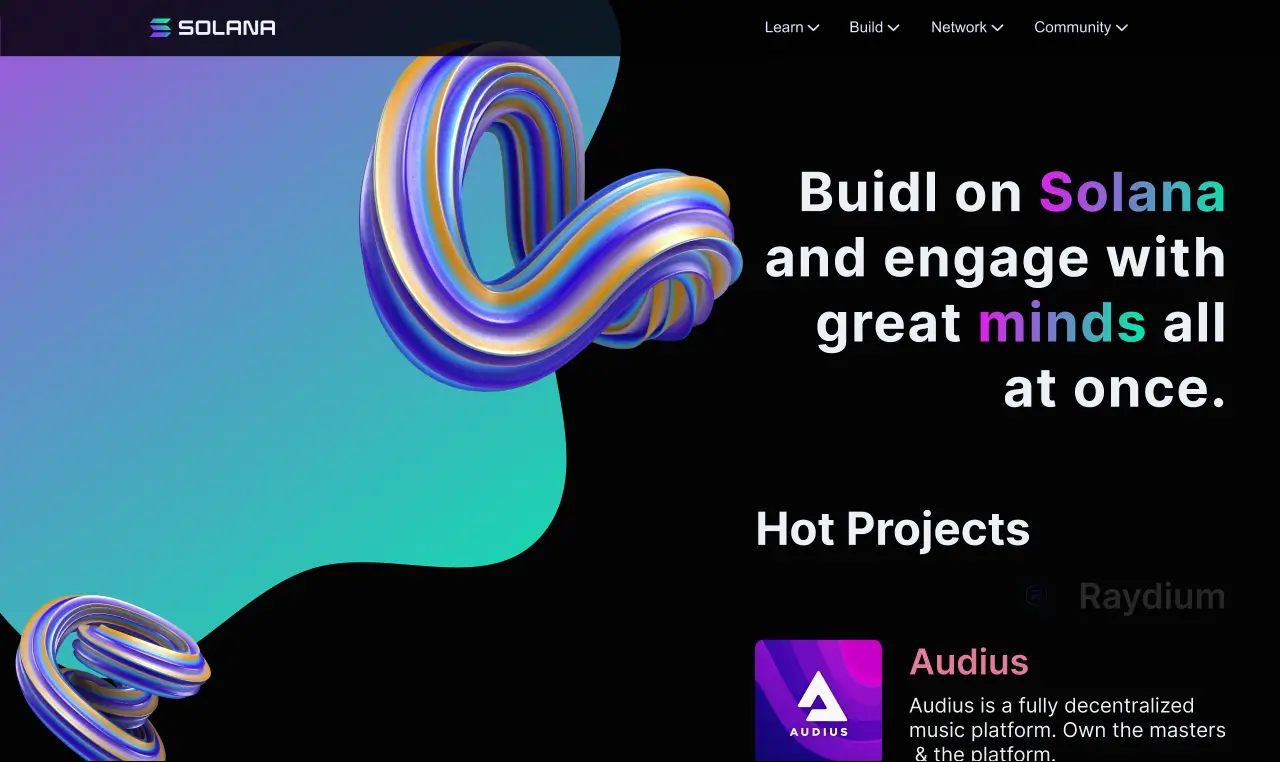 SOLANA
Learn
Build
Network
Community
Buidl on Solana
and engage with
great minds all
at once.
Hot Projects
Raydium
AUDIUS
Audius
Audius is a fully decentralized
music platform. Own the masters
& the platform.